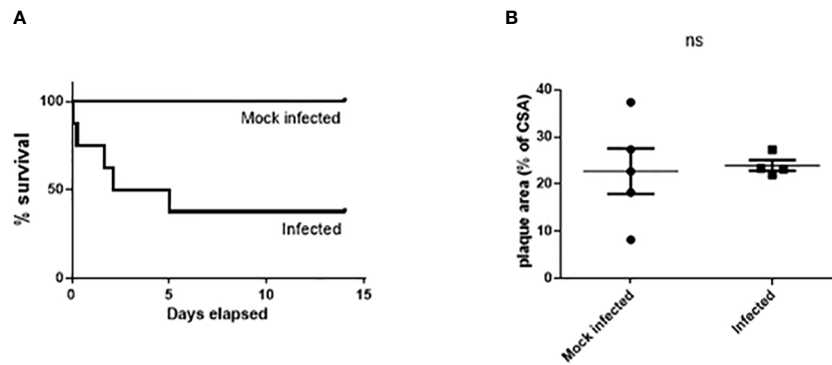 A
% survival
100
50
0
Mock infected
Infected
0
5
10
15
Days elapsed
B
ns
plaque area (% of CSA)
40
30
20
10
0
Mock infected
Infected